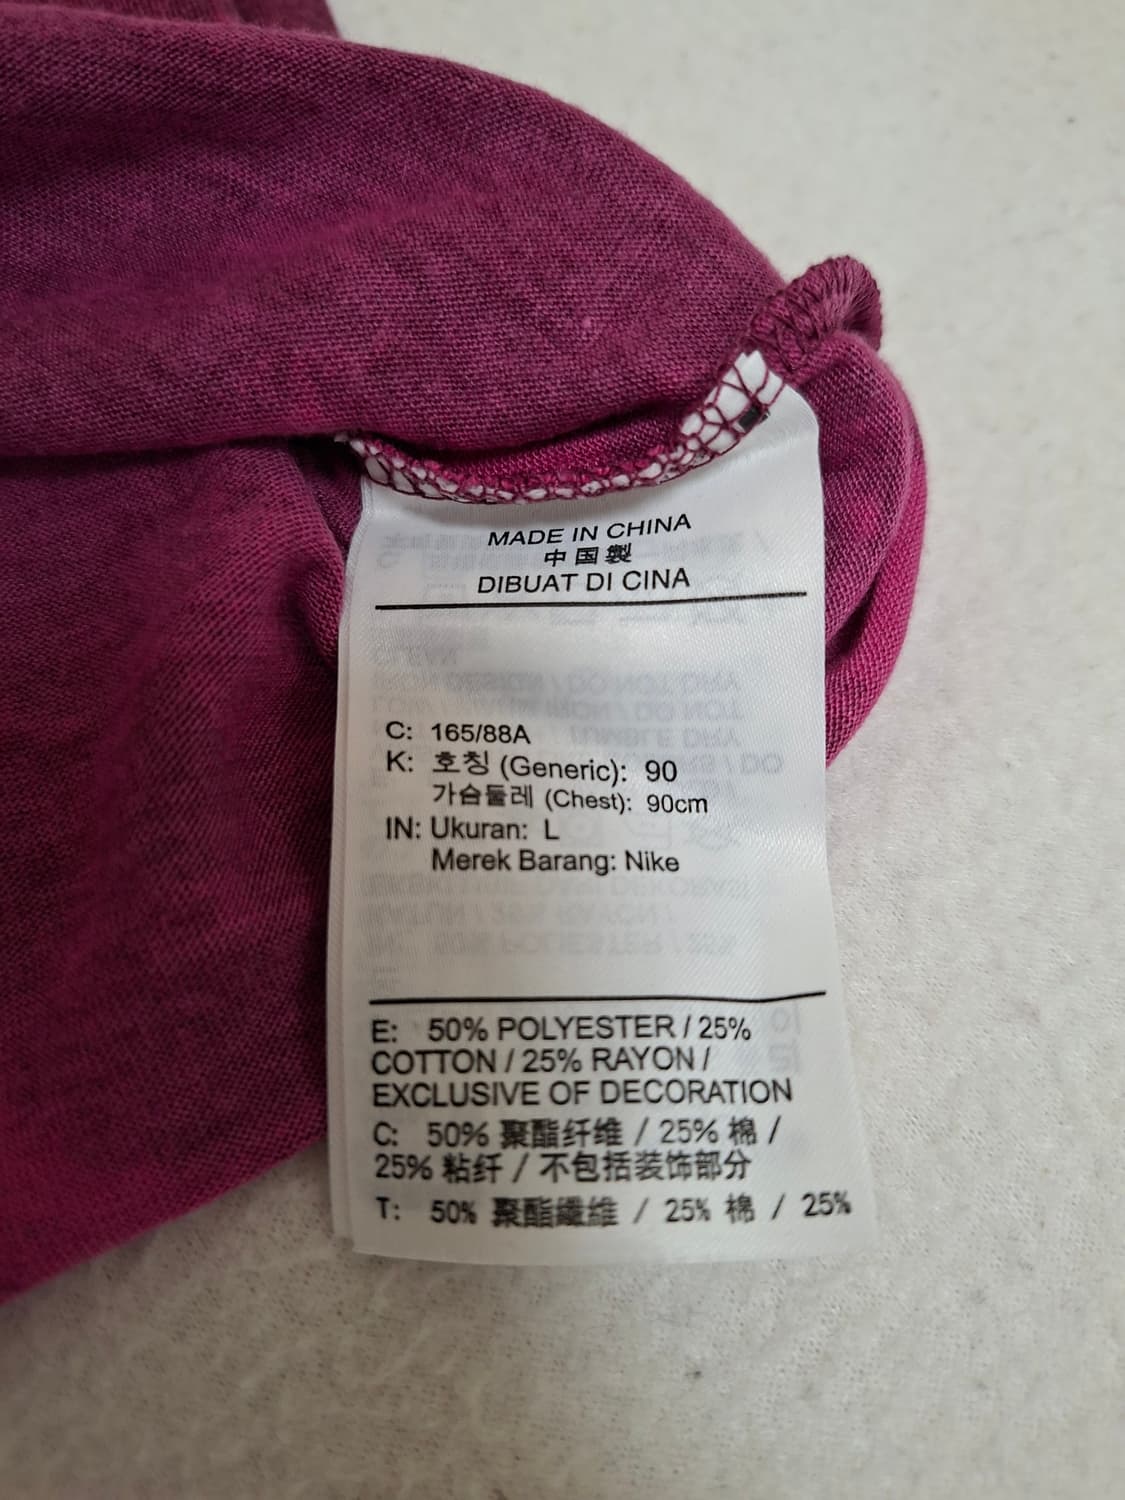 MADE IN CHINA
中国製
DIBUAT DI CINA
C: 165/88A
K: 호칭 (Generic): 90
가슴둘레 (Chest): 90cm
IN: Ukuran: L
Merek Barang: Nike
E: 50% POLYESTER / 25%
COTTON / 25% RAYON /
EXCLUSIVE OF DECORATION
C: 50% 聚酯纤维 / 25% 棉 /
25% 粘纤 / 不包括装饰部分
T: 50% 聚酯纖維 / 25% 棉 / 25%